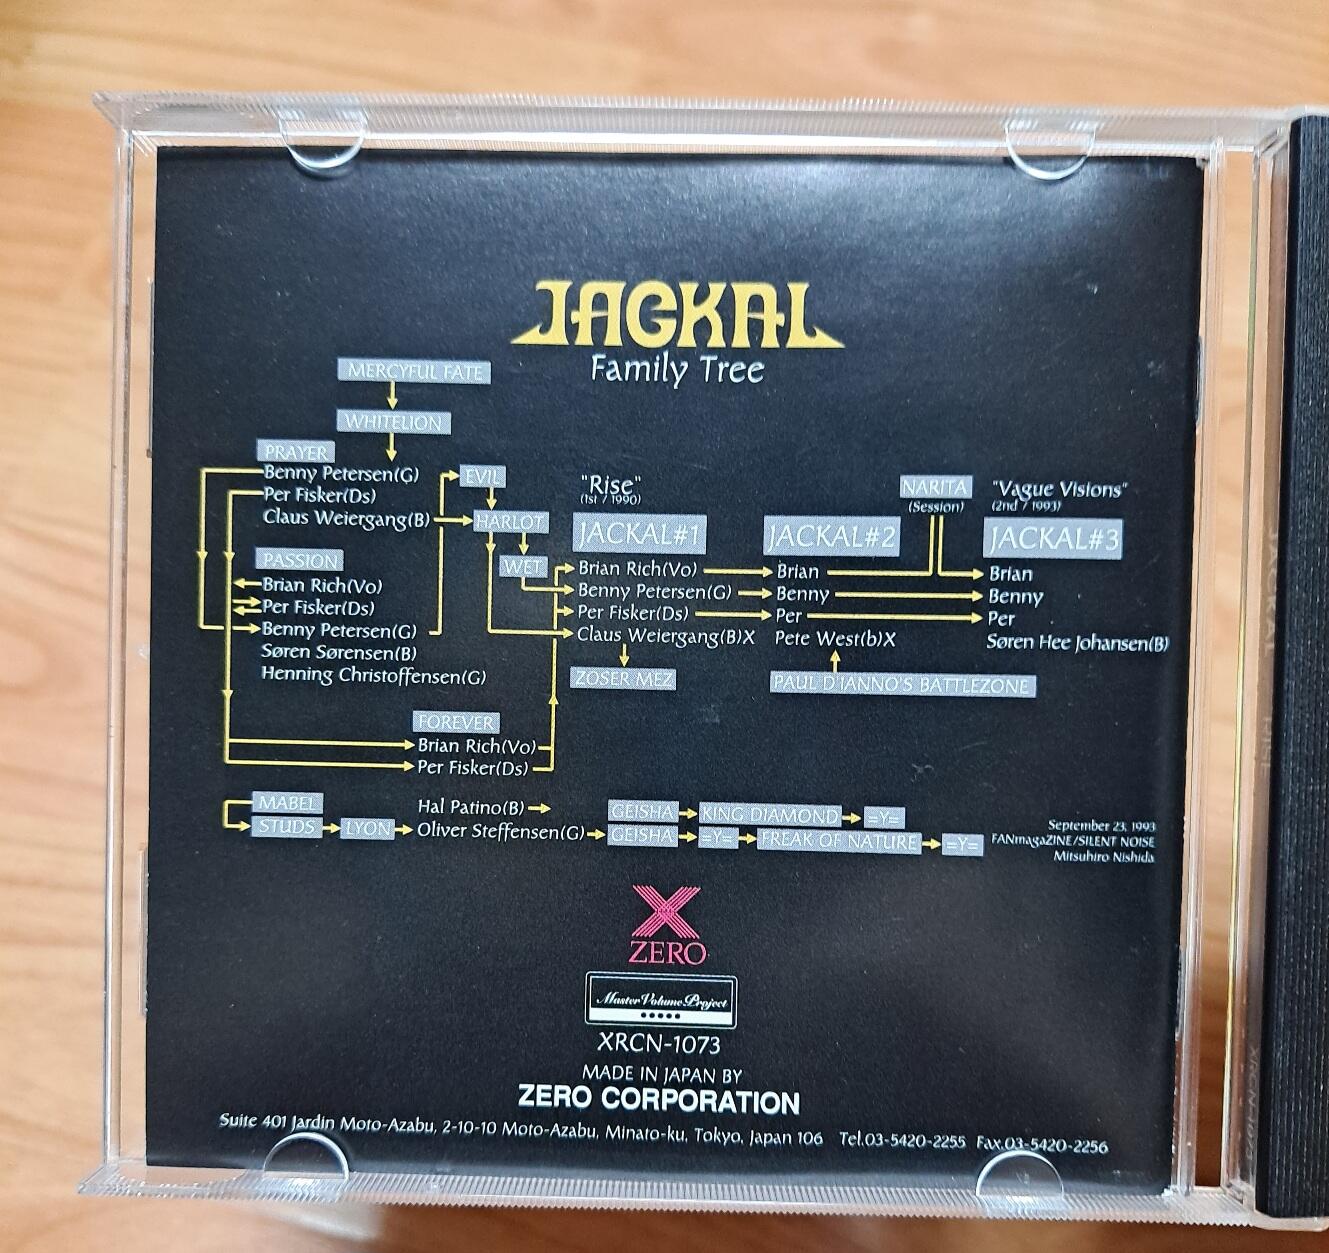 JACKAL
Family Tree
MERCYFUL FATE
WHITELION
PRAYER
Benny Petersen(G)
Per Fisker(Ds)
Claus Weiergang(B)
EVIL
HARLOT
WET
PASSION
Brian Rich(Vo)
Per Fisker(Ds)
Benny Petersen(G)
Søren Sørensen(B)
Henning Christoffensen(G)
"Rise"
(1st / 1990)
JACKAL#1
Brian Rich(Vo)
Benny Petersen(G)
Per Fisker(Ds)
Claus Weiergang(B)X
ZOSER MEZ
JACKAL#2
Brian
Benny
Per
Pete West(b)X
PAUL D'IANNO'S BATTLEZONE
NARITA
(Session)
"Vague Visions"
(2nd / 1993)
JACKAL#3
Brian
Benny
Per
Søren Hee Johansen(B)
FOREVER
Brian Rich(Vo)
Per Fisker(Ds)
MABEL Hal Patino(B) GEISHA KING DIAMOND =Y=
STUDS LYON Oliver Steffensen(G) GEISHA =Y= FREAK OF NATURE =Y=
September 23, 1993
FANmagaZINE/SILENT NOISE
Mitsuhiro Nishida
ZERO
Master Volume Project
XRCN-1073
MADE IN JAPAN BY
ZERO CORPORATION
Suite 401 Jardin Moto-Azabu, 2-10-10 Moto-Azabu, Minato-ku, Tokyo, Japan 106 Tel.03-5420-2255 Fax.03-5420-2256